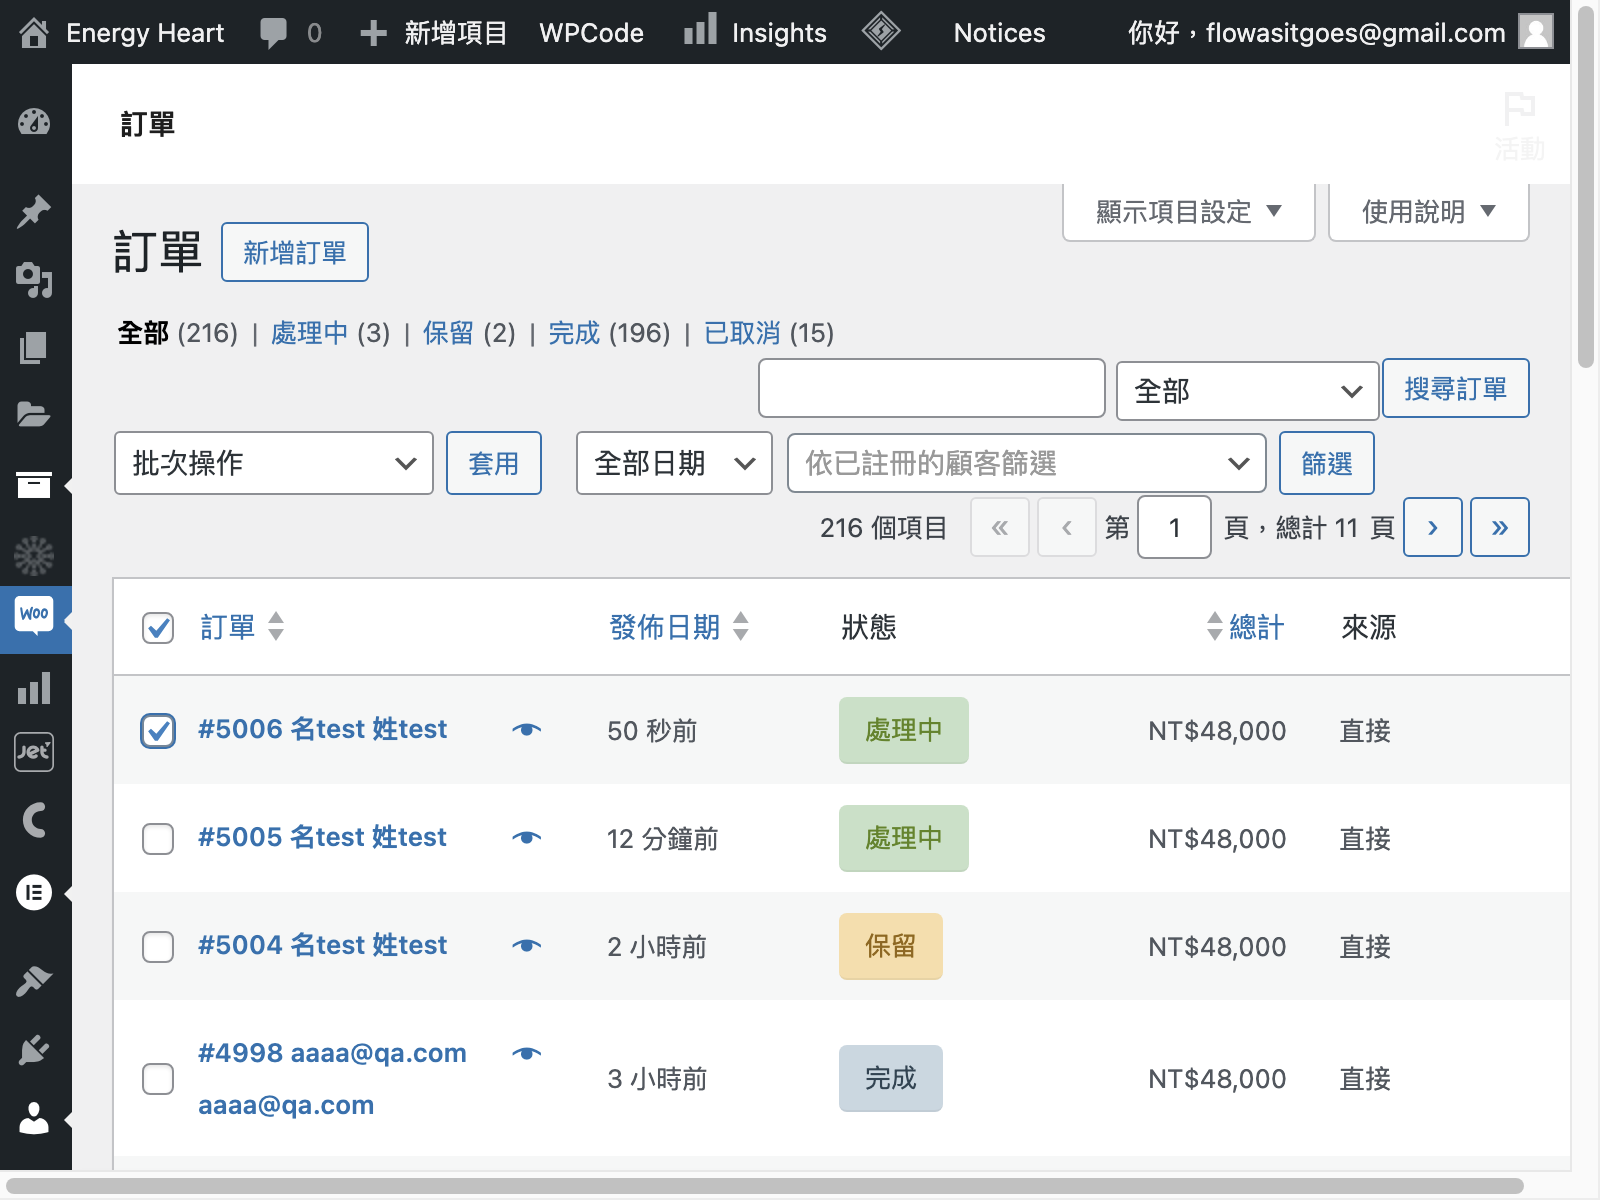 Energy Heart 0 新增項目 WPCode Insights Notices 你好，flowasitgoes@gmail.com
訂單
活動
顯示項目設定 ▼ 使用說明 ▼
訂單 新增訂單
全部 (216) | 處理中 (3) | 保留 (2) | 完成 (196) | 已取消 (15)
全部 搜尋訂單
批次操作 套用 全部日期 依已註冊的顧客篩選 篩選
216 個項目 « ‹ 第 1 頁，總計 11 頁 › »
訂單 發佈日期 狀態 總計 來源
#5006 名test 姓test 50 秒前 處理中 NT$48,000 直接
#5005 名test 姓test 12 分鐘前 處理中 NT$48,000 直接
#5004 名test 姓test 2 小時前 保留 NT$48,000 直接
#4998 aaaa@qa.com 3 小時前 完成 NT$48,000 直接
aaaa@qa.com
Woo
Jet